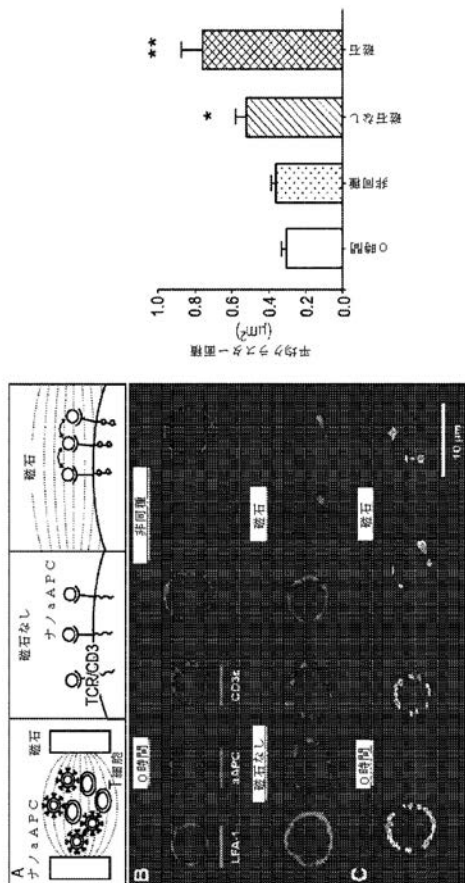 A
ナノaAPC
磁石
T細胞
磁石なし
ナノaAPC
TCR/CD3
磁石
B
0時間
非同種
LFA-1
aAPC
CD3ε
磁石なし
磁石
C
0時間
磁石
10 μm
平均クラスター面積
(μm²)
1.0
0.8
0.6
0.4
0.2
0.0
*
**
0時間
非同種
磁石なし
磁石